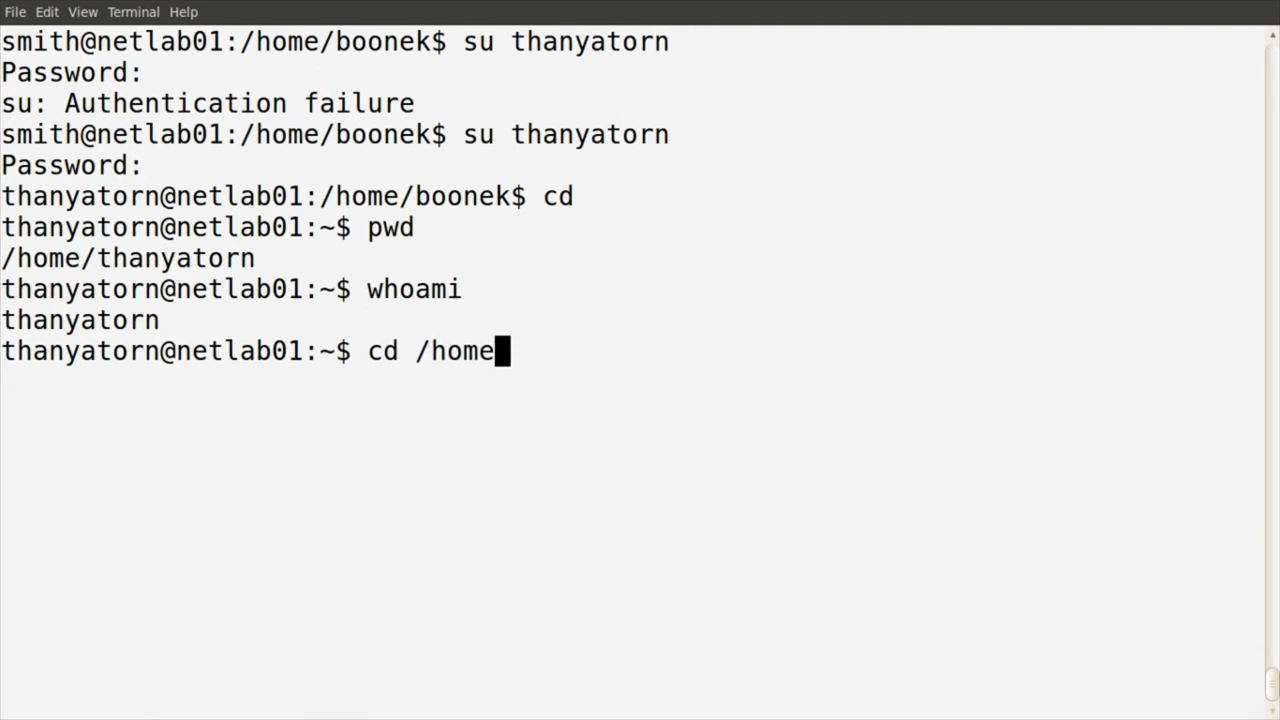 File Edit View Terminal Help
smith@netlab01:/home/boonek$ su thanyatorn
Password:
su: Authentication failure
smith@netlab01:/home/boonek$ su thanyatorn
Password:
thanyatorn@netlab01:/home/boonek$ cd
thanyatorn@netlab01:~$ pwd
/home/thanyatorn
thanyatorn@netlab01:~$ whoami
thanyatorn
thanyatorn@netlab01:~$ cd /home